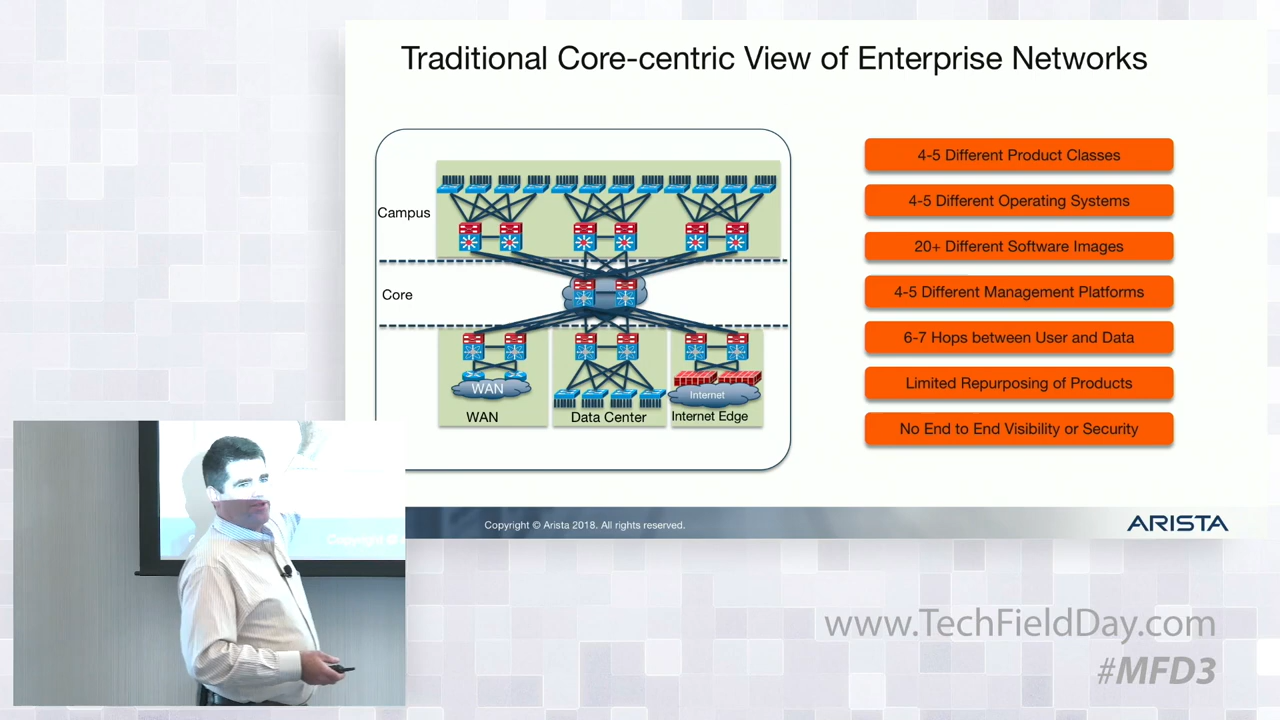 Traditional Core-centric View of Enterprise Networks
Campus
Core
WAN
WAN
Data Center
Internet
Internet Edge
4-5 Different Product Classes
4-5 Different Operating Systems
20+ Different Software Images
4-5 Different Management Platforms
6-7 Hops between User and Data
Limited Repurposing of Products
No End to End Visibility or Security
Copyright © Arista 2018. All rights reserved.
ARISTA
Copyright ©
www.TechFieldDay.com
#MFD3